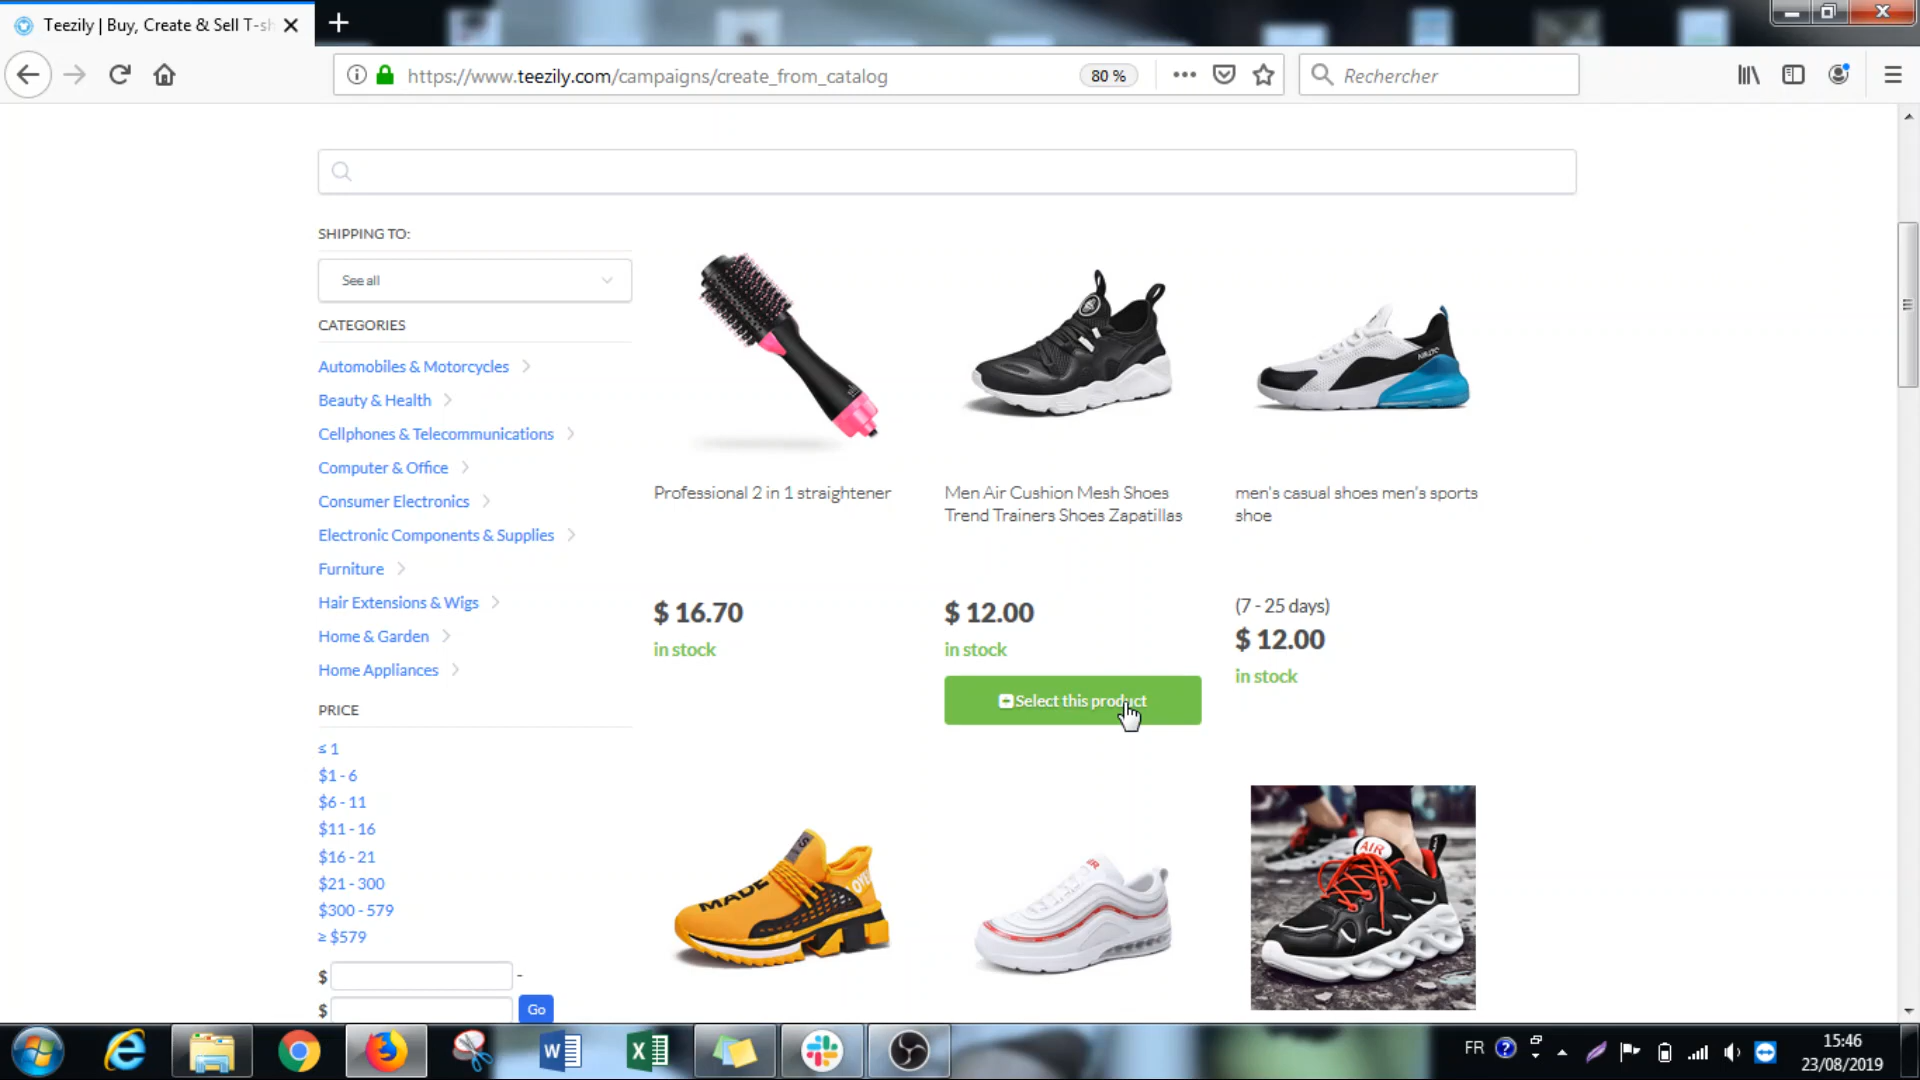 Teezily | Buy, Create & Sell T-sh
https://www.teezily.com/campaigns/create_from_catalog
80 %
Rechercher
SHIPPING TO:
See all
CATEGORIES
Automobiles & Motorcycles
Beauty & Health
Cellphones & Telecommunications
Computer & Office
Consumer Electronics
Electronic Components & Supplies
Furniture
Hair Extensions & Wigs
Home & Garden
Home Appliances
PRICE
≤ 1
$1 - 6
$6 - 11
$11 - 16
$16 - 21
$21 - 300
$300 - 579
≥ $579
$ -
$
Go
Professional 2 in 1 straightener
$ 16.70
in stock
Men Air Cushion Mesh Shoes
Trend Trainers Shoes Zapatillas
$ 12.00
in stock
Select this product
men's casual shoes men's sports
shoe
(7 - 25 days)
$ 12.00
in stock
MADE
AIR
FR
15:46
23/08/2019